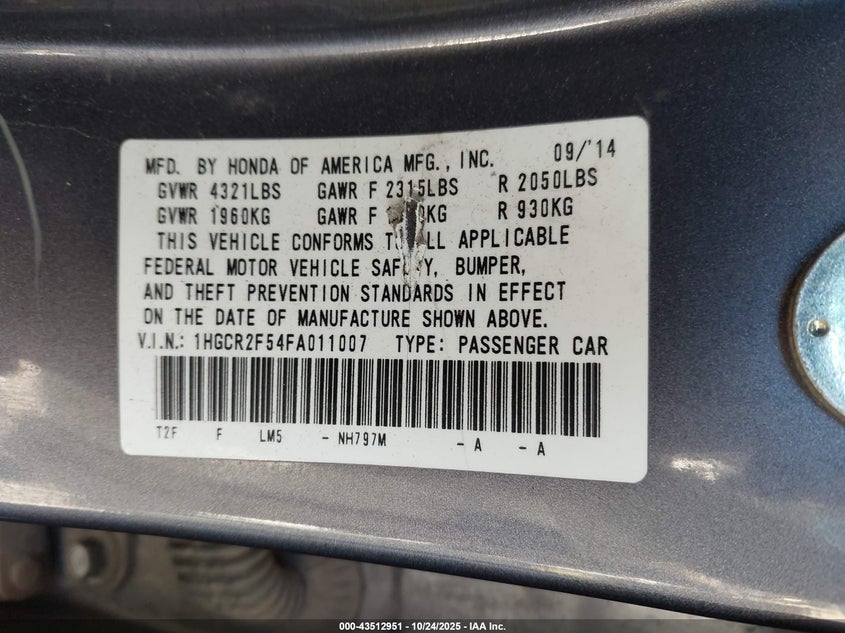 MFD. BY HONDA OF AMERICA MFG., INC. 09/'14
GVWR 4321LBS GAWR F 2315LBS R 2050LBS
GVWR 1960KG GAWR F R 930KG
THIS VEHICLE CONFORMS TO ALL APPLICABLE
FEDERAL MOTOR VEHICLE SAFETY, BUMPER,
AND THEFT PREVENTION STANDARDS IN EFFECT
ON THE DATE OF MANUFACTURE SHOWN ABOVE.
V.I.N.: 1HGCR2F54FA011007 TYPE: PASSENGER CAR
T2F F LM5 - NH797M - A - A
000-43512951 - 10/24/2025 - IAA Inc.